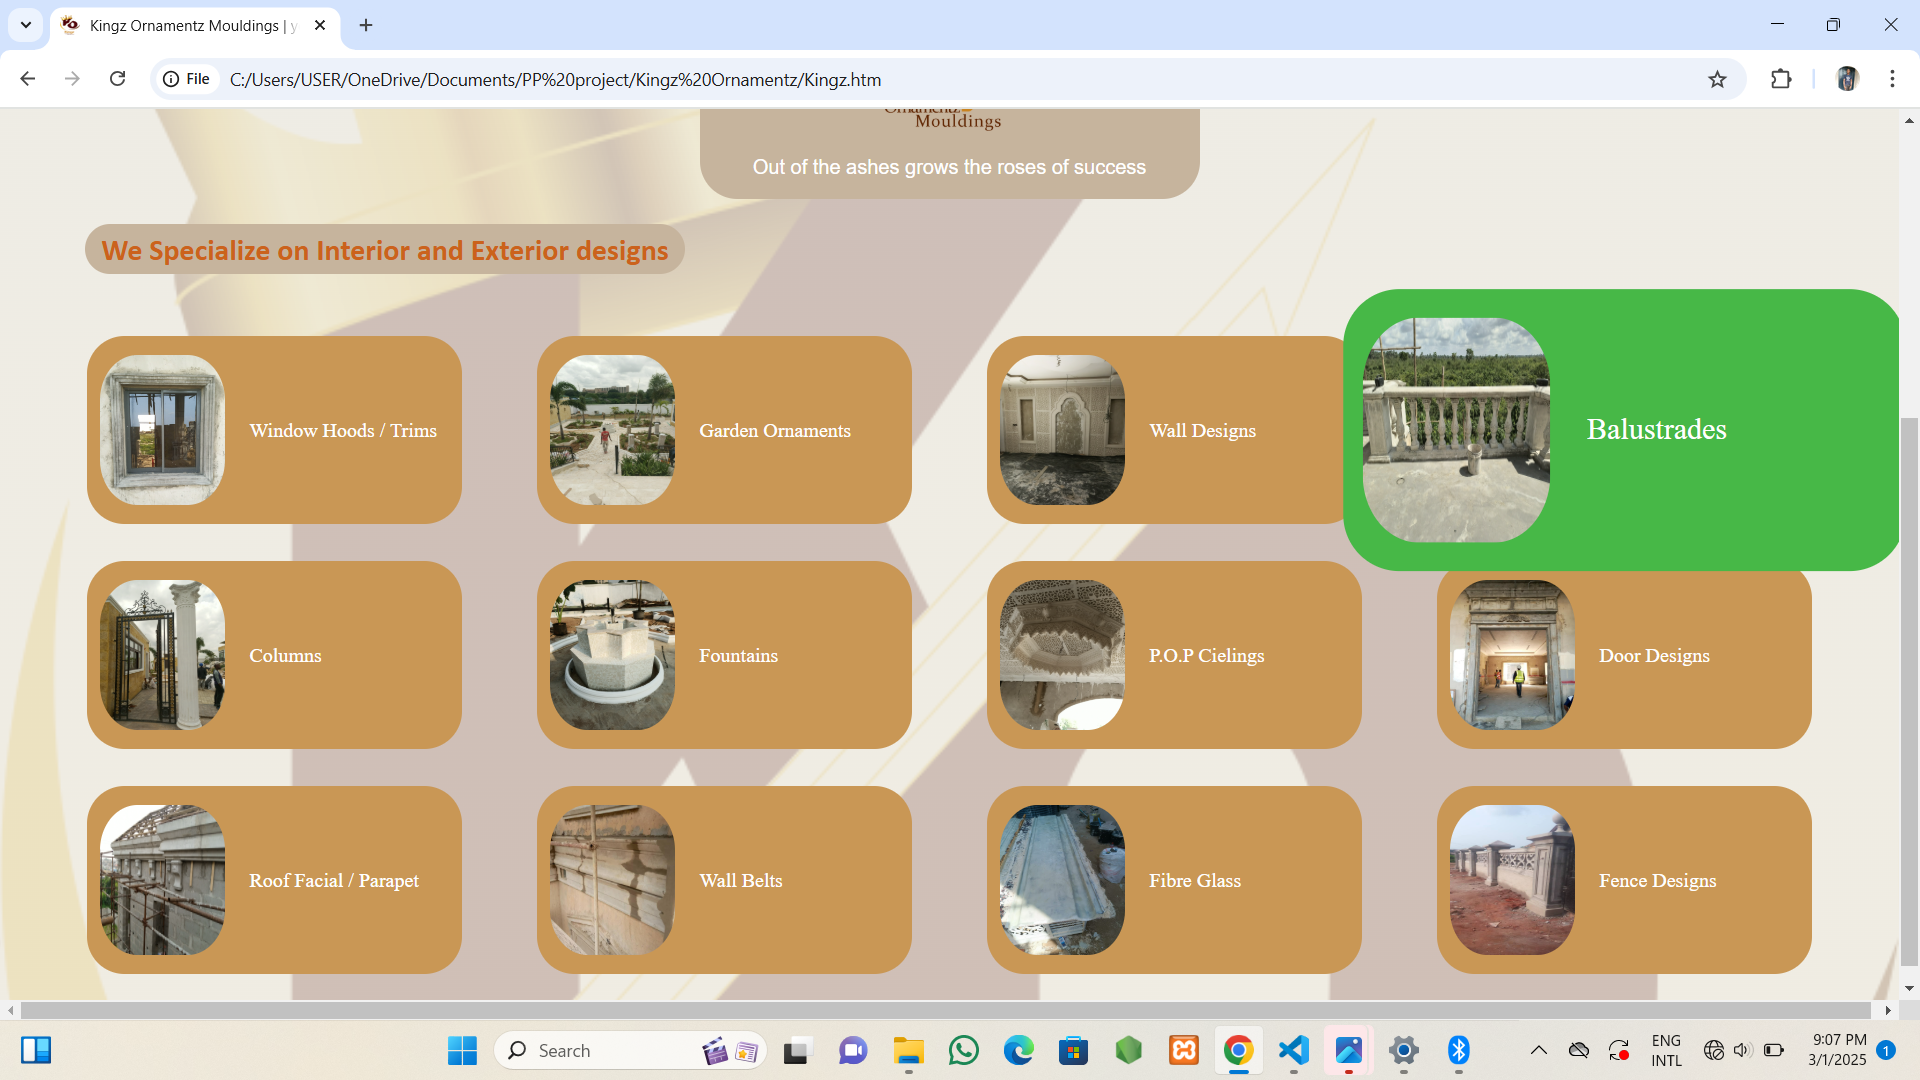 Kingz Ornamentz Mouldings | y
File
C:/Users/USER/OneDrive/Documents/PP%20project/Kingz%20Ornamentz/Kingz.htm
Ornamentz
Mouldings
Out of the ashes grows the roses of success
We Specialize on Interior and Exterior designs
Window Hoods / Trims
Garden Ornaments
Wall Designs
Balustrades
Columns
Fountains
P.O.P Cielings
Door Designs
Roof Facial / Parapet
Wall Belts
Fibre Glass
Fence Designs
Search
ENG
INTL
9:07 PM
3/1/2025
1